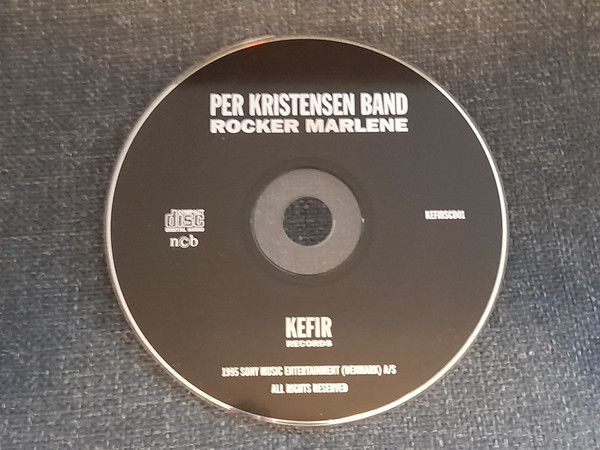 PER KRISTENSEN BAND
ROCKER MARLENE
COMPACT
disc
DIGITAL AUDIO
n©b
KEFIRSCD01
KEFIR
RECORDS
1995 SONY MUSIC ENTERTAINMENT (DENMARK) A/S
ALL RIGHTS RESERVED